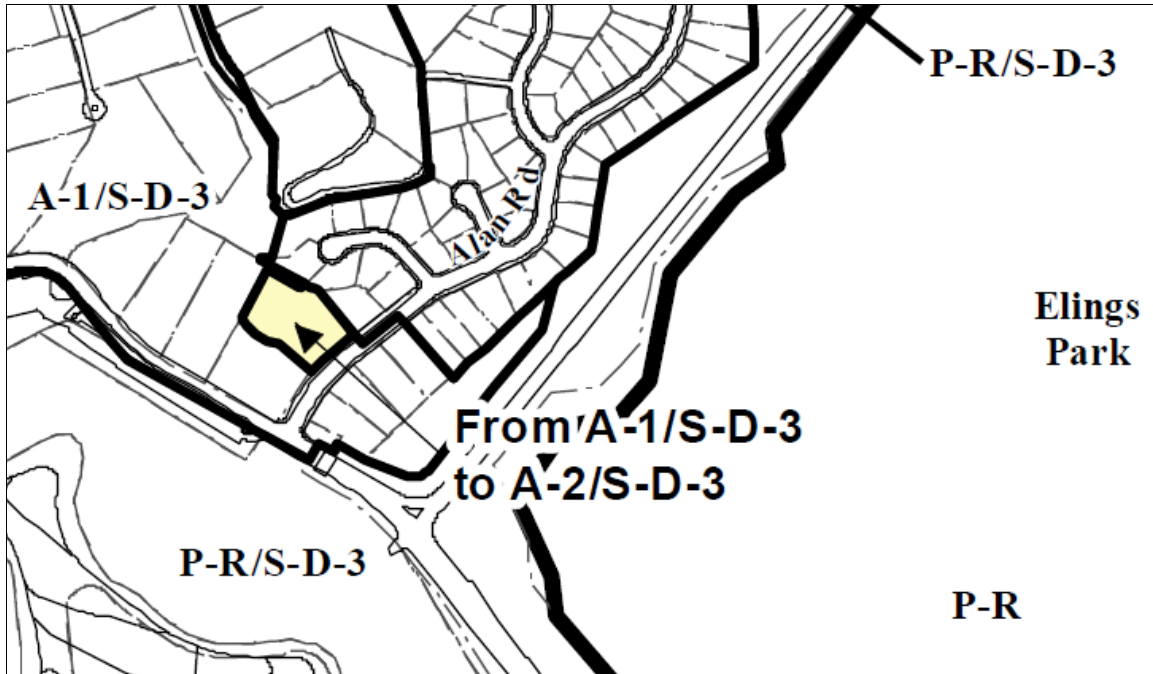 P-R/S-D-3
A-1/S-D-3
Alan Rd
Elings
Park
From A-1/S-D-3
to A-2/S-D-3
P-R/S-D-3
P-R